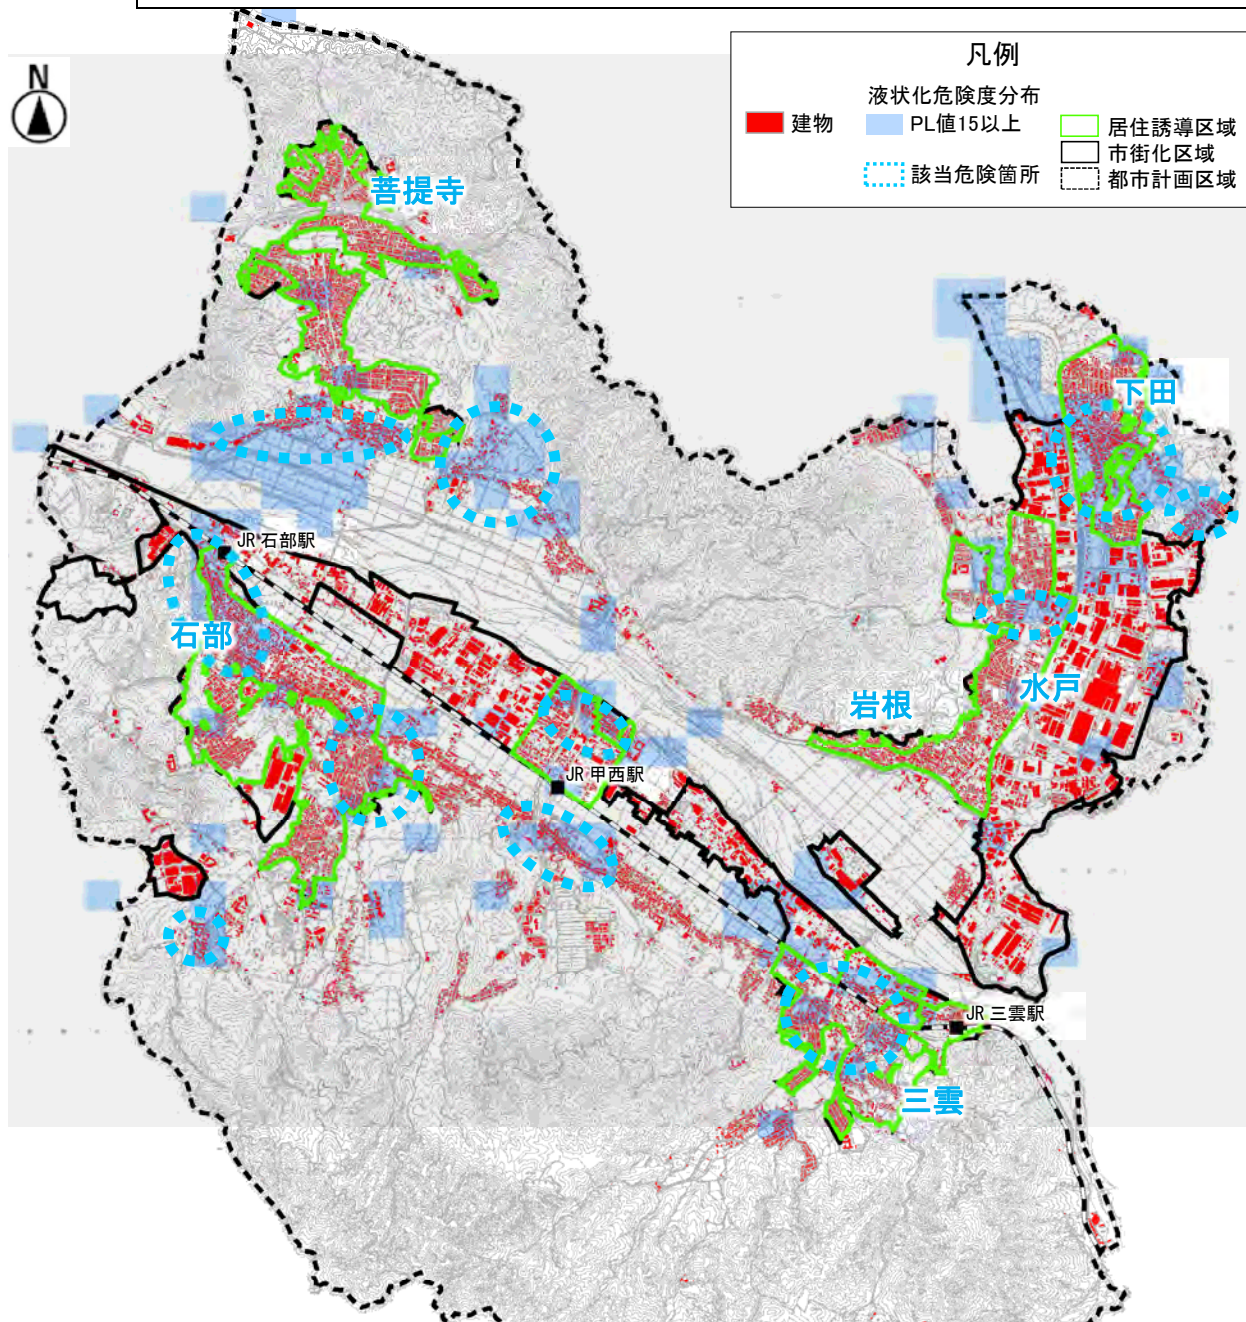 凡例
液状化危険度分布
建物
PL値15以上
居住誘導区域
市街化区域
該当危険箇所
都市計画区域
N
菩提寺
下田
JR 石部駅
石部
水戸
岩根
JR 甲西駅
JR 三雲駅
三雲